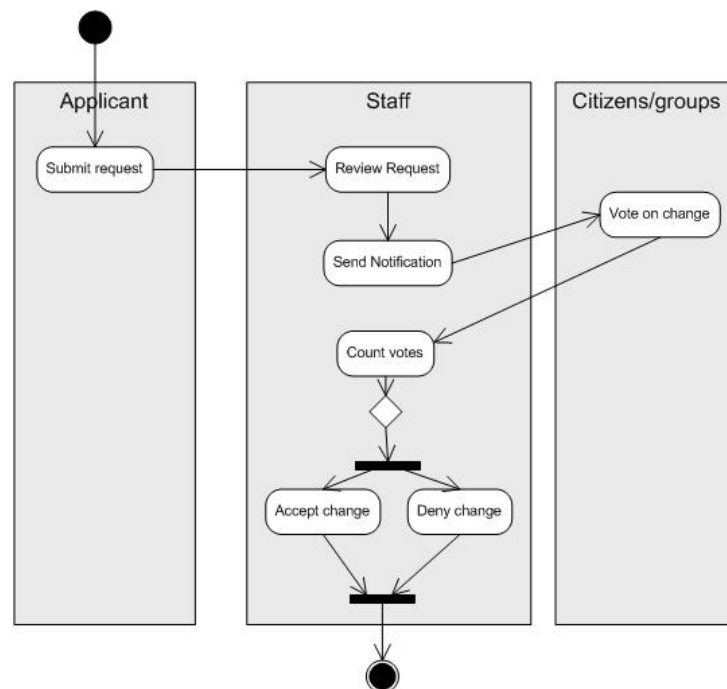 Applicant
Staff
Citizens/groups
Submit request
Review Request
Vote on change
Send Notification
Count votes
Accept change
Deny change